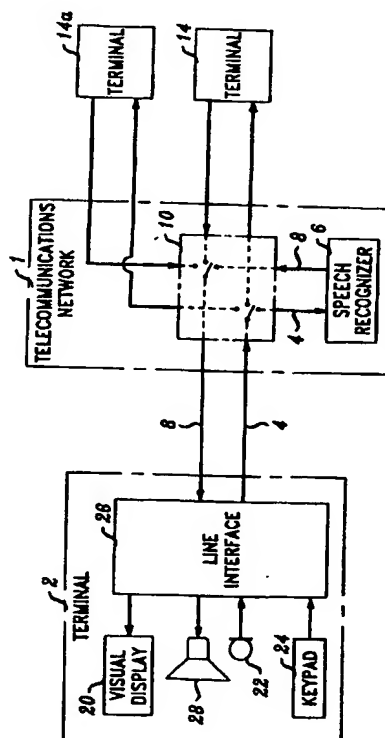 2
TERMINAL
20
VISUAL
DISPLAY
28
22
24
KEYPAD
26
LINE
INTERFACE
8
4
1
TELECOMMUNICATIONS
NETWORK
10
4
8
6
SPEECH
RECOGNIZER
14a
TERMINAL
14
TERMINAL